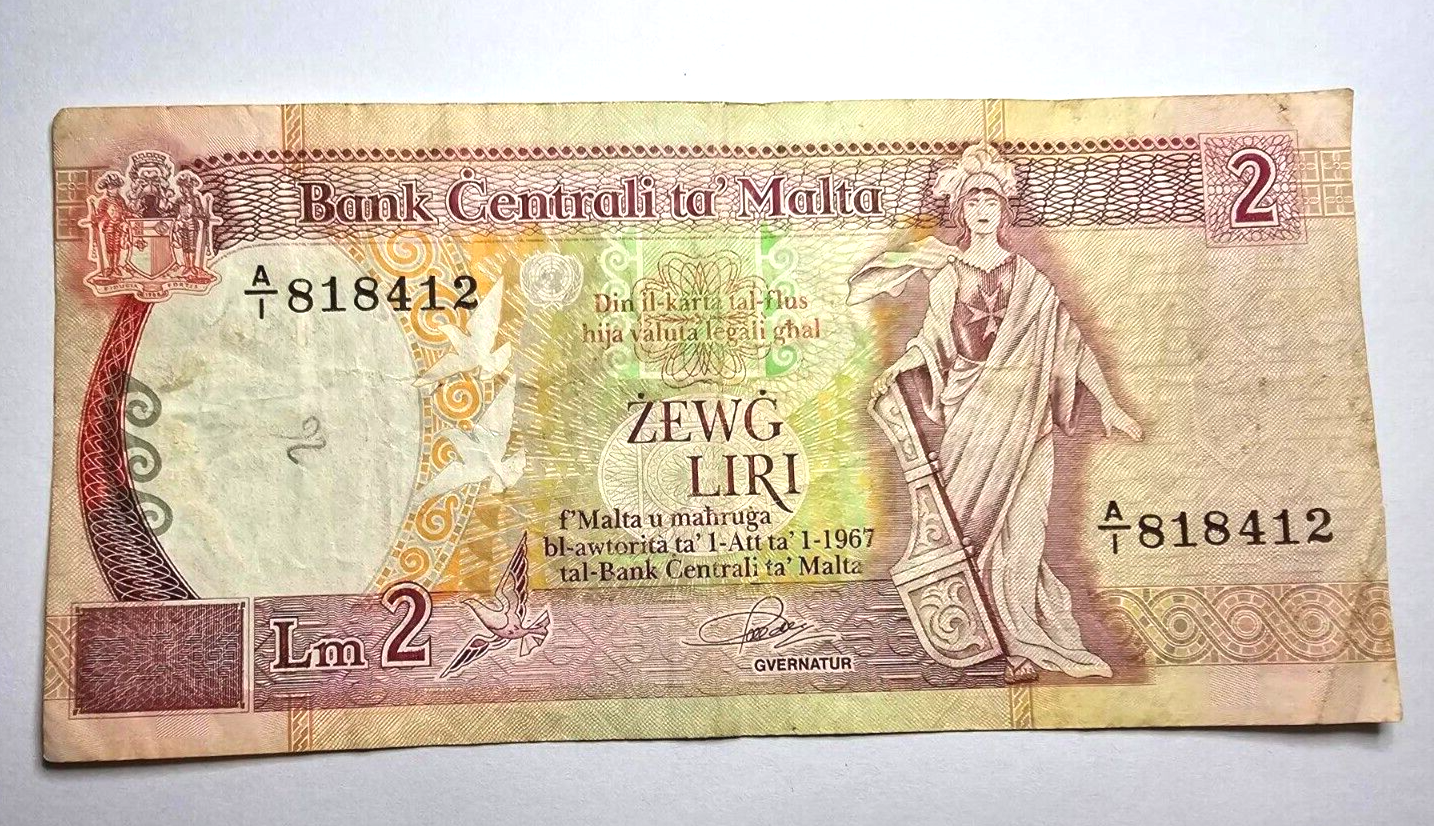 Bank Ċentrali ta' Malta
2
A/1 818412
Din il-karta tal-flus
hija valuta legali għal
ŻEWĠ
LIRI
f'Malta u maħruġa
bl-awtorità ta' l-Att ta' l-1967
tal-Bank Ċentrali ta' Malta
A/1 818412
Lm 2
GVERNATUR